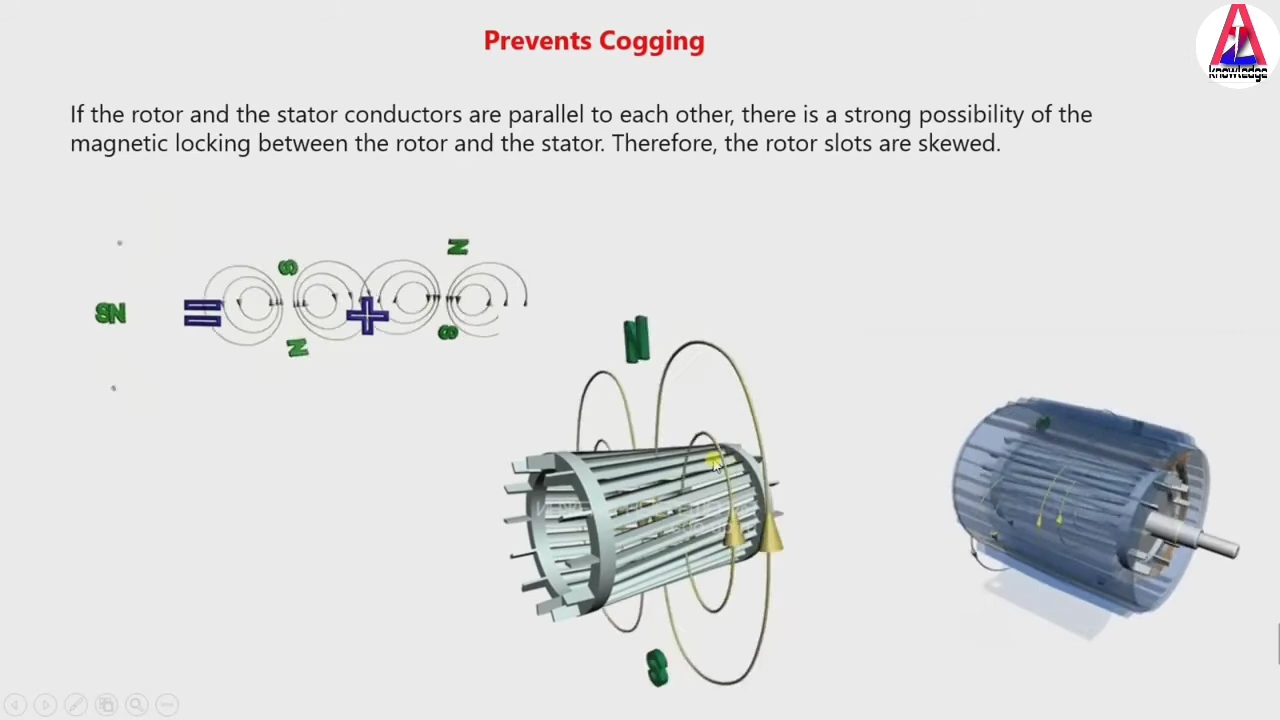 Prevents Cogging
knowledge
If the rotor and the stator conductors are parallel to each other, there is a strong possibility of the
magnetic locking between the rotor and the stator. Therefore, the rotor slots are skewed.
S N
SN = + N
N S
N
S